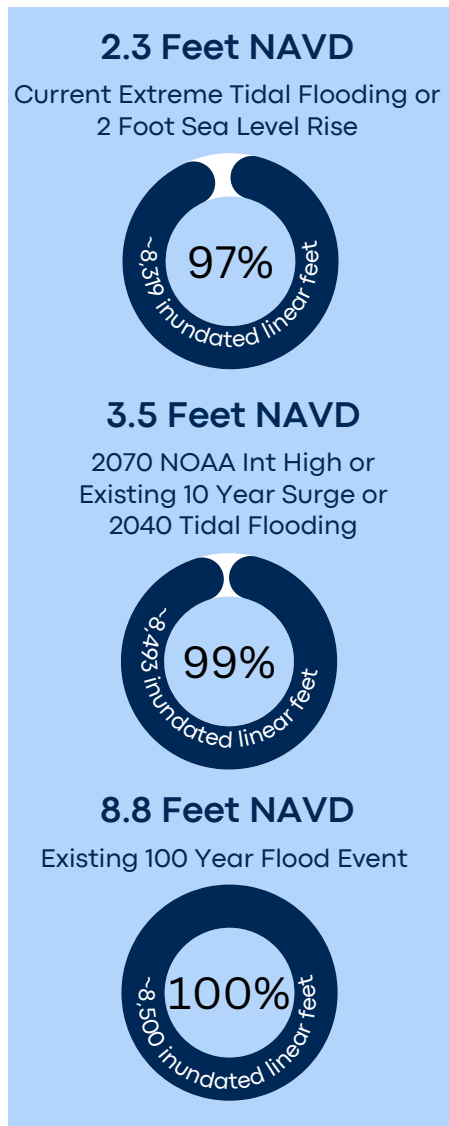 2.3 Feet NAVD
Current Extreme Tidal Flooding or
2 Foot Sea Level Rise
97%
~8,319 inundated linear feet
3.5 Feet NAVD
2070 NOAA Int High or
Existing 10 Year Surge or
2040 Tidal Flooding
99%
~8,493 inundated linear feet
8.8 Feet NAVD
Existing 100 Year Flood Event
100%
~8,500 inundated linear feet